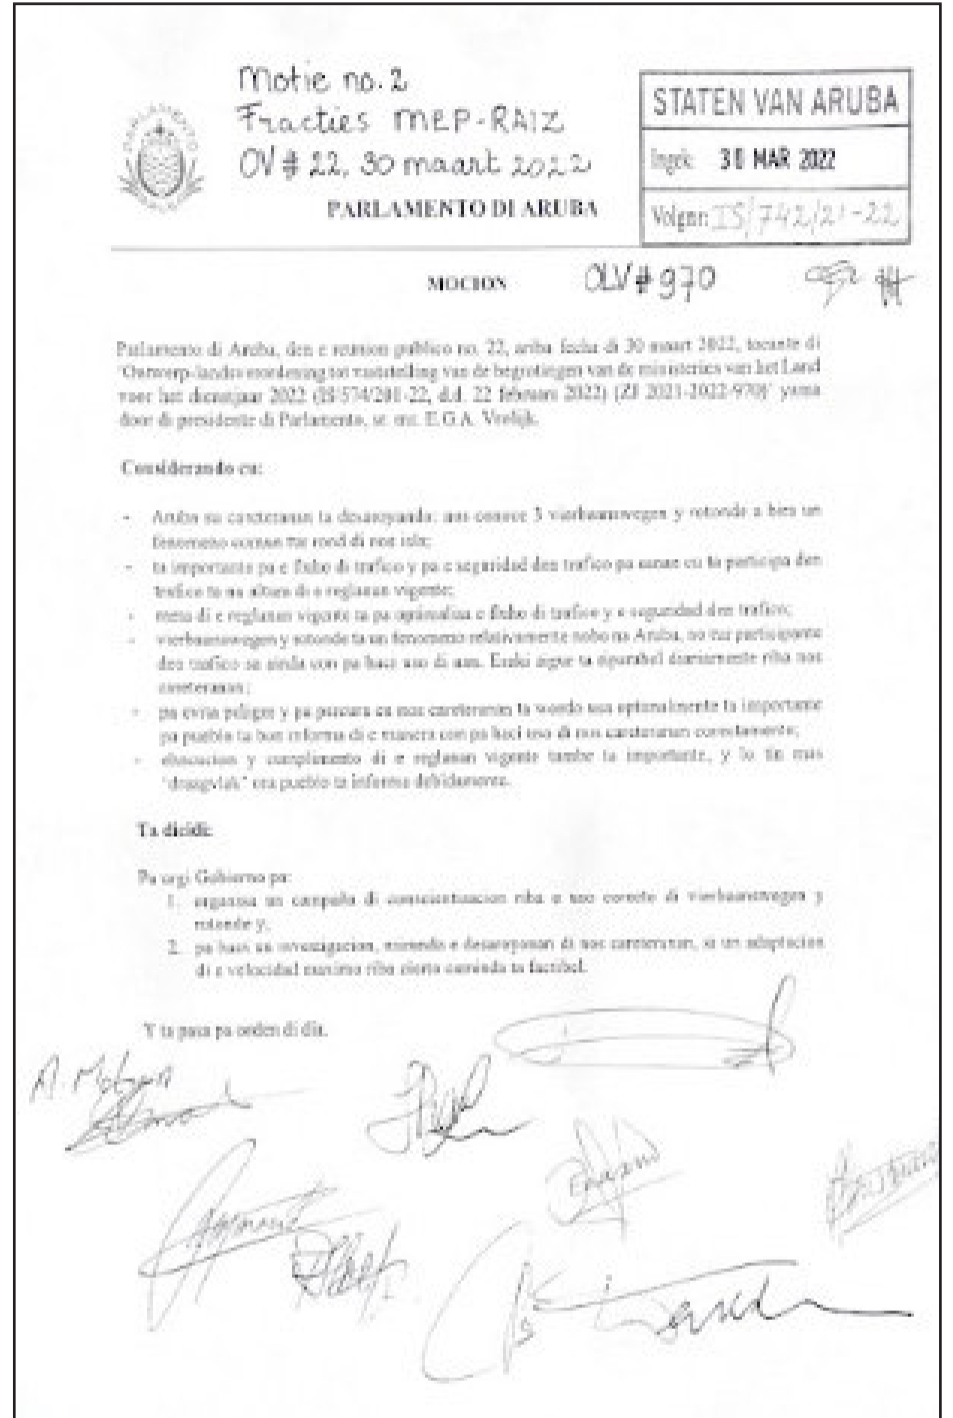 Motie no. 2
Fracties MEP-RAIZ
OV # 22, 30 maart 2022
PARLAMENTO DI ARUBA
STATEN VAN ARUBA
Ingek: 30 MAR 2022
Volgnr: IS/742/21-22
MOCION
OLV # 970
Parlamento di Aruba, den e reunion publico no. 22, ariba fecha di 30 maart 2022, tocante di
"Ontwerp-landsverordening tot vaststelling van de begrotingen van de ministeries van het Land
voor het dienstjaar 2022 (IS/574/201-22, d.d. 22 februari 2022) (ZJ 2021-2022-970)" yama
door di presidente di Parlamento, sr. mr. E.G.A. Vrolijk.
Considerando cu:
- Aruba su careteranan ta desaroyando; nos conoce 3 vierbaanswegen y rotonde a bira un
fenomeno comun rond di nos isla;
- ta importante pa e flujo di trafico y pa e seguridad den trafico pa esnan cu ta participa den
trafico ta na altura di e reglanan vigente;
- meta di e reglanan vigente ta pa optimalisa e flujo di trafico y e seguridad den trafico;
- vierbaanswegen y rotonde ta un fenomeno relativamente nobo na Aruba, no tur participante
den trafico sa ainda con pa haci uso di nan. Esaki sigue ta diariamente riba nos
careteranan;
- pa evita peliger y pa percura cu nos careteranan ta wordo usa optimalmente ta importante
pa pueblo ta bon informa di e manera con pa haci uso di nos careteranan corectamente;
- educacion y cumplimento di e reglanan vigente tambe ta importante, y lo tin mas
"draagvlak" ora pueblo ta informa debidamente.
Ta dicidi:
Pa urgi Gobierno pa:
1. organisa un campaña di concientisacion riba e uso corecto di vierbaanswegen y
rotonde y,
2. pa haci un investigacion, mirando e desaroyonan di nos careteranan, si un adaptacion
di e velocidad maximo riba cierto caminda ta factibel.
Y ta pasa pa orden di dia.